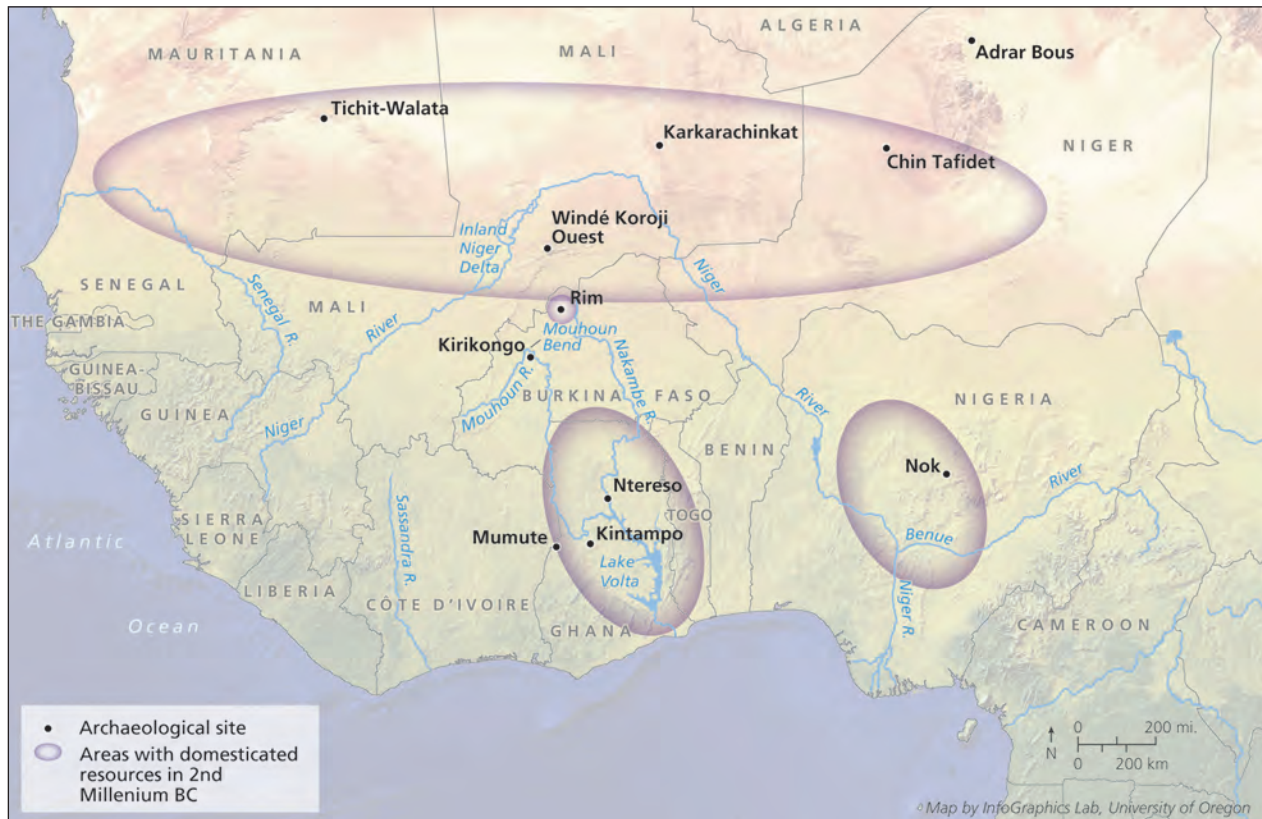 ALGERIA
MAURITANIA
MALI
Adrar Bous
Tichit-Walata
Karkarachinkat
Chin Tafidet
NIGER
Windé Koroji
Ouest
Inland
Niger
Delta
Niger
SENEGAL
Senegal R.
MALI
Rim
THE GAMBIA
River
Mouhoun
Bend
Kirikongo
GUINEA-
BISSAU
Nakambe R.
Mouhoun R.
BURKINA FASO
River
NIGERIA
GUINEA
Niger
BENIN
Nok
Ntereso
River
TOGO
SIERRA
LEONE
Sassandra R.
Mumute
Kintampo
Benue
Atlantic
Lake
Volta
LIBERIA
CÔTE D'IVOIRE
Niger R.
Ocean
GHANA
CAMEROON
Archaeological site
Areas with domesticated
resources in 2nd
Millenium BC
N
0 200 mi.
0 200 km
Map by InfoGraphics Lab, University of Oregon